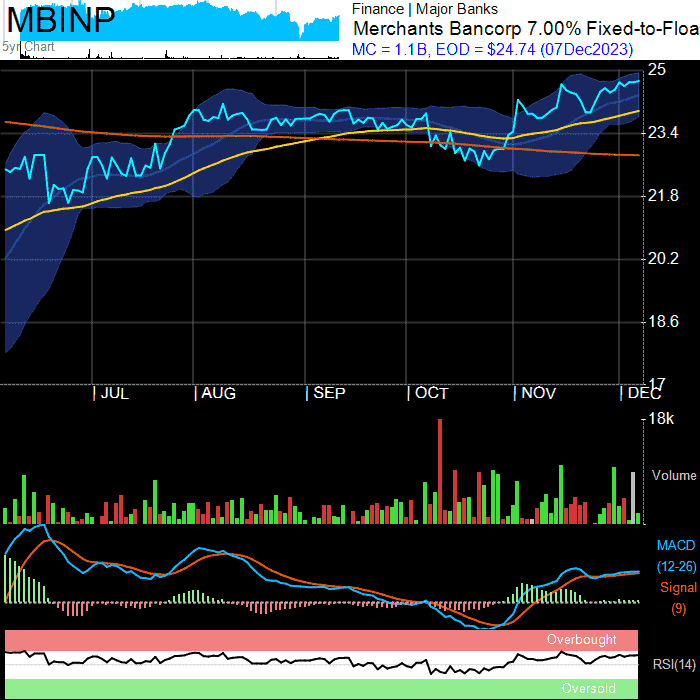 MBINP
5yr Chart
Finance | Major Banks
Merchants Bancorp 7.00% Fixed-to-Floa
MC = 1.1B, EOD = $24.74 (07Dec2023)
25
23.4
21.8
20.2
18.6
17
| JUL | AUG | SEP | OCT | NOV | DEC
18k
Volume
MACD
(12-26)
Signal
(9)
Overbought
RSI(14)
Oversold